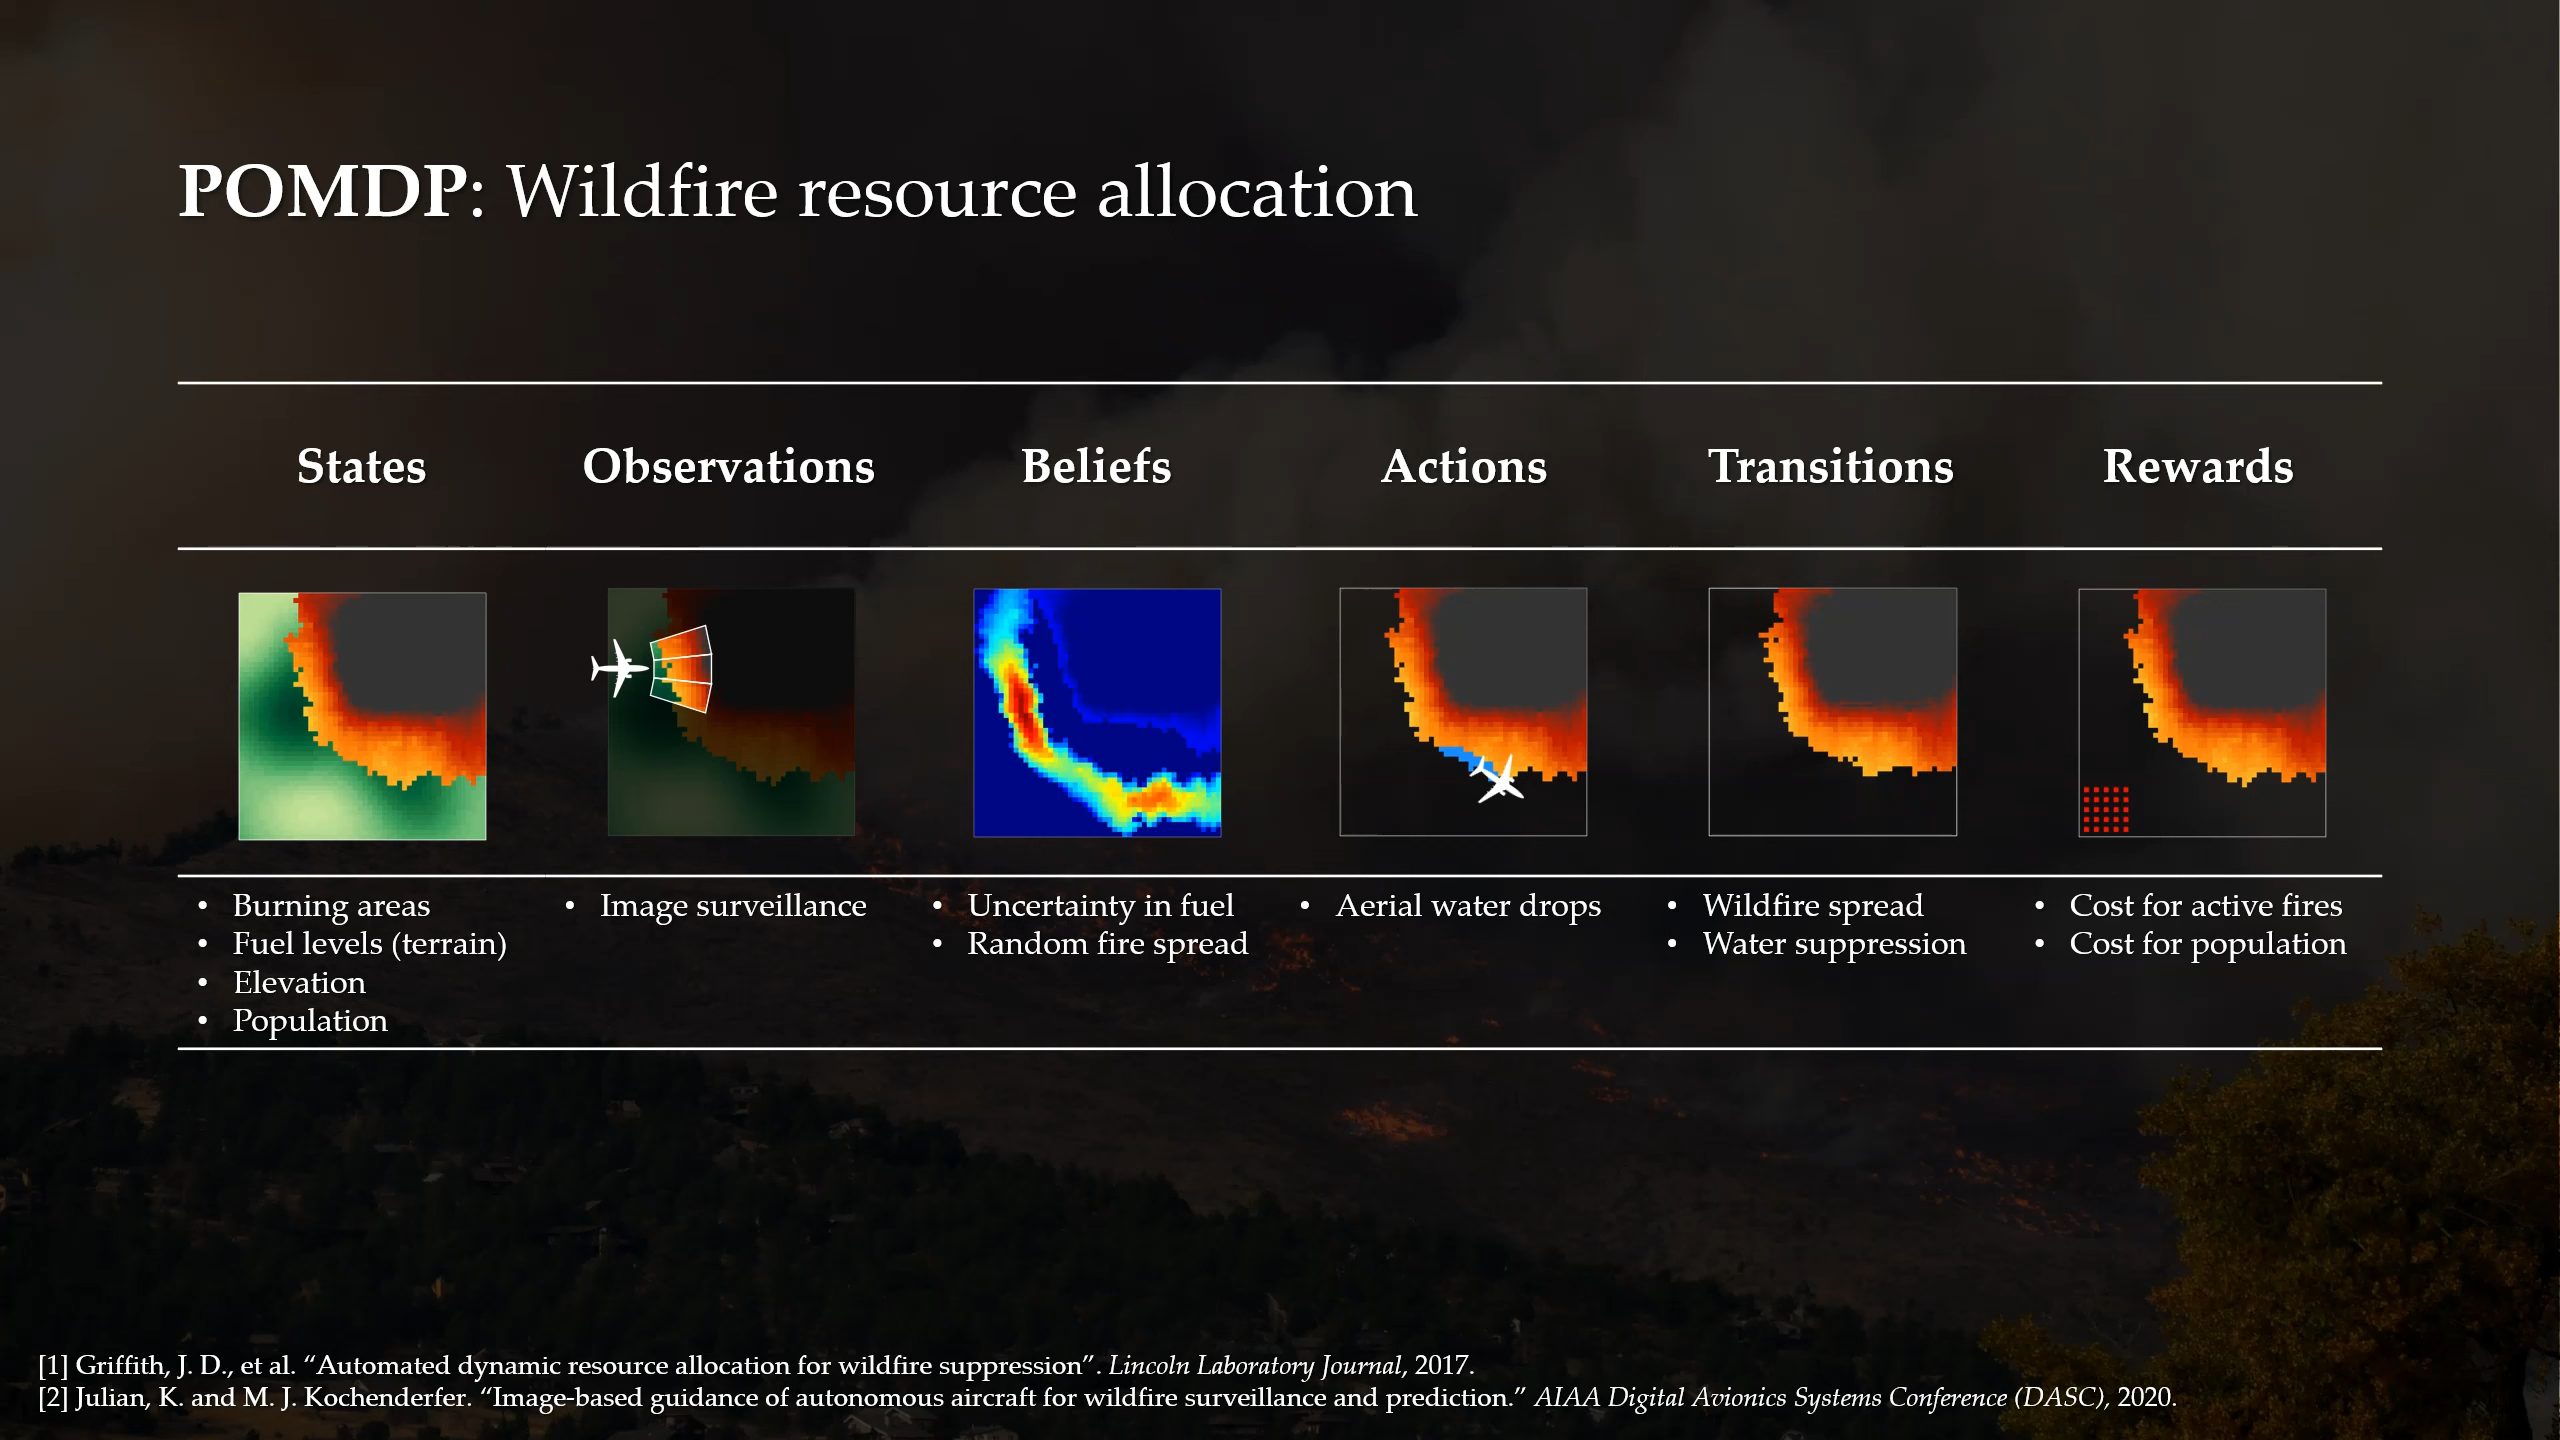 POMDP: Wildfire resource allocation
States
Observations
Beliefs
Actions
Transitions
Rewards
• Burning areas
• Fuel levels (terrain)
• Elevation
• Population
• Image surveillance
• Uncertainty in fuel
• Random fire spread
• Aerial water drops
• Wildfire spread
• Water suppression
• Cost for active fires
• Cost for population
[1] Griffith, J. D., et al. “Automated dynamic resource allocation for wildfire suppression”. Lincoln Laboratory Journal, 2017.
[2] Julian, K. and M. J. Kochenderfer. “Image-based guidance of autonomous aircraft for wildfire surveillance and prediction.” AIAA Digital Avionics Systems Conference (DASC), 2020.